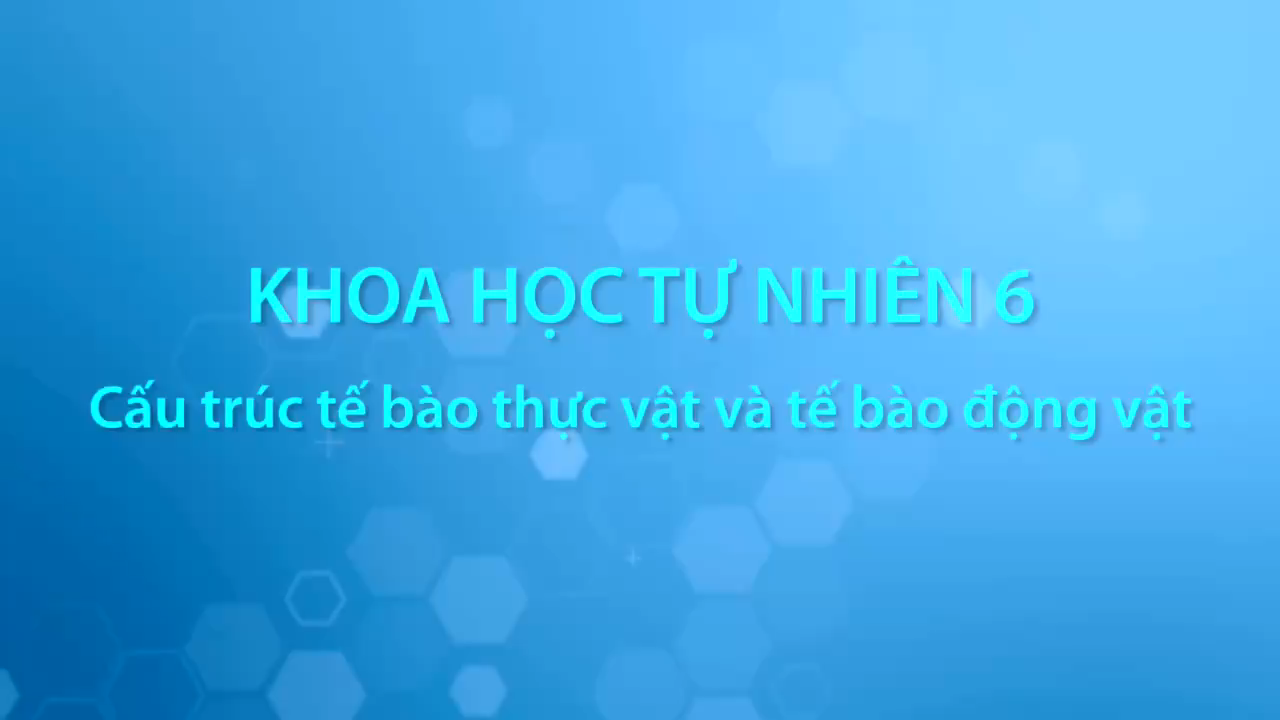 KHOA HỌC TỰ NHIÊN 6
Cấu trúc tế bào thực vật và tế bào động vật